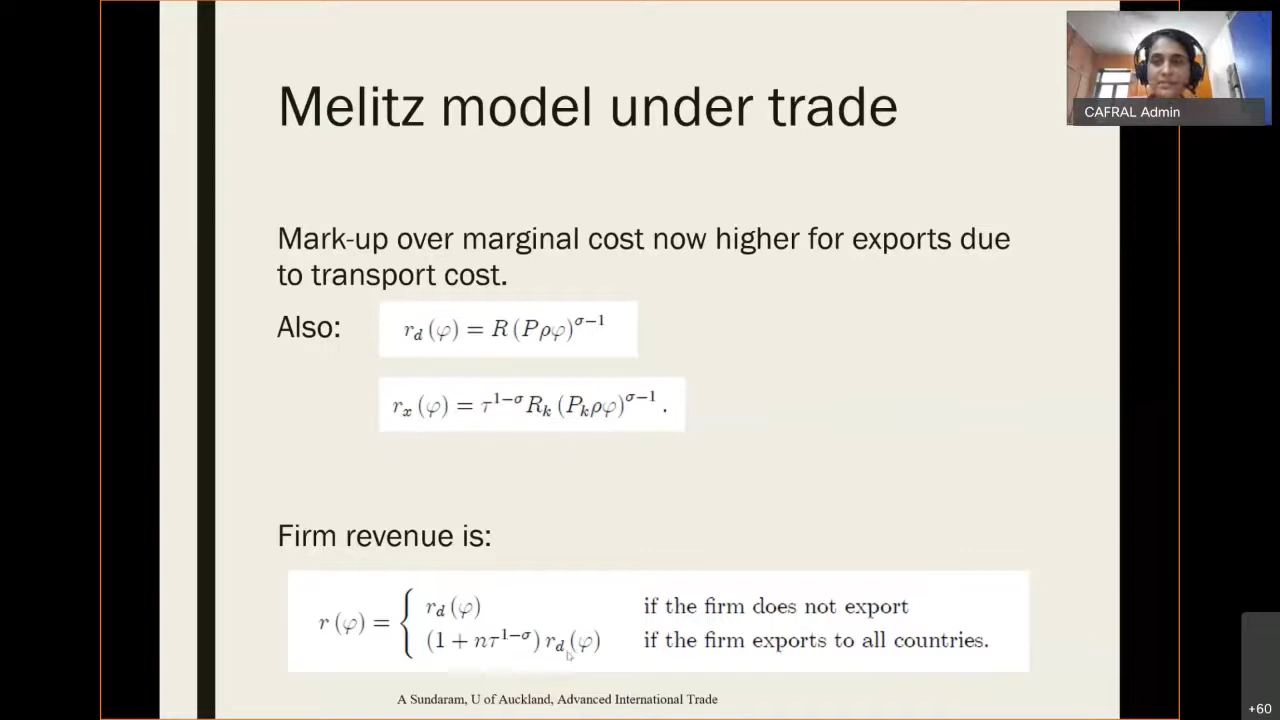 Melitz model under trade
CAFRAL Admin
Mark-up over marginal cost now higher for exports due
to transport cost.
Also: r_d (φ) = R (Pρφ)^{σ−1}
r_x (φ) = τ^{1−σ} R_k (P_kρφ)^{σ−1} .
Firm revenue is:
r (φ) = { r_d (φ) if the firm does not export
(1 + nτ^{1−σ}) r_d (φ) if the firm exports to all countries.
A Sundaram, U of Auckland, Advanced International Trade
+60